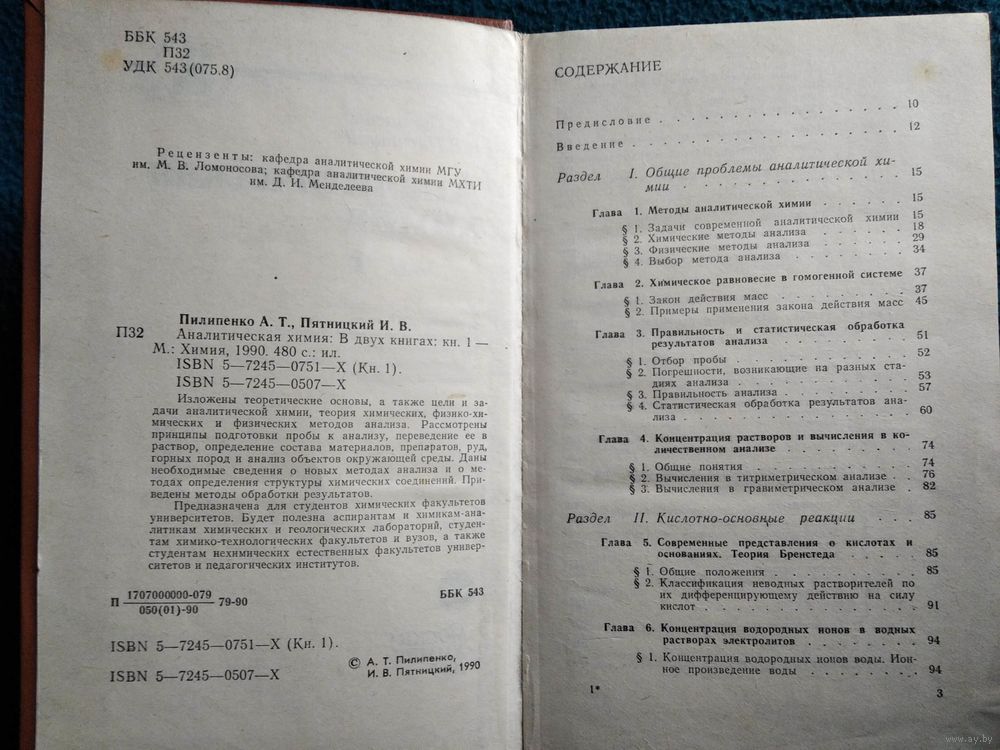 ББК 543
П32
УДК 543(075.8)
Рецензенты: кафедра аналитической химии МГУ
им. М. В. Ломоносова; кафедра аналитической химии МХТИ
им. Д. И. Менделеева
Пилипенко А. Т., Пятницкий И. В.
П32 Аналитическая химия: В двух книгах: кн. 1 —
М.: Химия, 1990. 480 с.: ил.
ISBN 5—7245—0751—X (Кн. 1).
ISBN 5—7245—0507—X
Изложены теоретические основы, а также цели и за-
дачи аналитической химии, теория химических, физико-хи-
мических и физических методов анализа. Рассмотрены
принципы подготовки пробы к анализу, переведение ее в
раствор, определение состава материалов, препаратов, руд,
горных пород и анализ объектов окружающей среды. Даны
необходимые сведения о новых методах анализа и о ме-
тодах определения структуры химических соединений. При-
ведены методы обработки результатов.
Предназначена для студентов химических факультетов
университетов. Будет полезна аспирантам и химикам-ана-
литикам химических и геологических лабораторий, студен-
там химико-технологических факультетов и вузов, а также
студентам нехимических естественных факультетов универ-
ситетов и педагогических институтов.
П 1707000000-079
050(01)-90 79-90
ББК 543
ISBN 5—7245—0751—X (Кн. 1).
ISBN 5—7245—0507—X
© А. Т. Пилипенко,
И. В. Пятницкий, 1990
СОДЕРЖАНИЕ
Предисловие . . . . . . . . . . . . . 10
Введение . . . . . . . . . . . . . 12
Раздел I. Общие проблемы аналитической хи-
мии . . . . . . . . . . . . 15
Глава 1. Методы аналитической химии . . . . . . 15
§ 1. Задачи современной аналитической химии 15
§ 2. Химические методы анализа . . . . . . 18
§ 3. Физические методы анализа . . . . . . 29
§ 4. Выбор метода анализа . . . . . . . 34
Глава 2. Химическое равновесие в гомогенной системе 37
§ 1. Закон действия масс . . . . . . . . 37
§ 2. Примеры применения закона действия масс 45
Глава 3. Правильность и статистическая обработка
результатов анализа . . . . . . . . 51
§ 1. Отбор пробы . . . . . . . . . . 52
§ 2. Погрешности, возникающие на разных ста-
диях анализа . . . . . . . . . . 53
§ 3. Правильность анализа . . . . . . . 57
§ 4. Статистическая обработка результатов ана-
лиза . . . . . . . . . . . . . 60
Глава 4. Концентрация растворов и вычисления в ко-
личественном анализе . . . . . . . . 74
§ 1. Общие понятия . . . . . . . . . 74
§ 2. Вычисления в титриметрическом анализе . . 76
§ 3. Вычисления в гравиметрическом анализе 82
Раздел II. Кислотно-основные реакции . . 85
Глава 5. Современные представления о кислотах и
основаниях. Теория Бренстеда . . . . . 85
§ 1. Общие положения . . . . . . . . 85
§ 2. Классификация неводных растворителей по
их дифференцирующему действию на силу
кислот . . . . . . . . . . . . 91
Глава 6. Концентрация водородных ионов в водных
растворах электролитов . . . . . . . 94
§ 1. Концентрация водородных ионов воды. Ион-
ное произведение воды . . . . . . . . 94
1* 3
www.ay.by